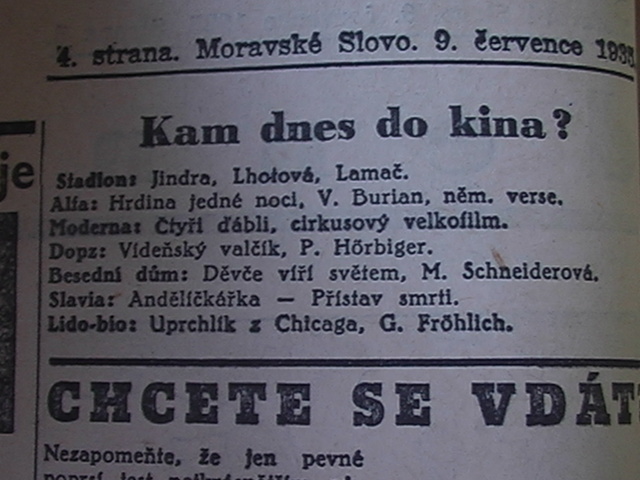 4. strana. Moravské Slovo. 9. července
je
Kam dnes do kina?
Stadion: Jindra, Lhotová, Lamač.
Alfa: Hrdina jedné noci, V. Burian, něm. verse.
Moderna: Čtyři ďábli, cirkusový velkofilm.
Dopz: Vídeňský valčík, P. Hörbiger.
Besední dům: Děvče víří světem, M. Schneiderová.
Slavia: Andělíčkářka — Přístav smrti.
Lido-bio: Uprchlík z Chicaga, G. Fröhlich.
CHCETE SE VDÁT
Nezapomeňte, že jen pevné